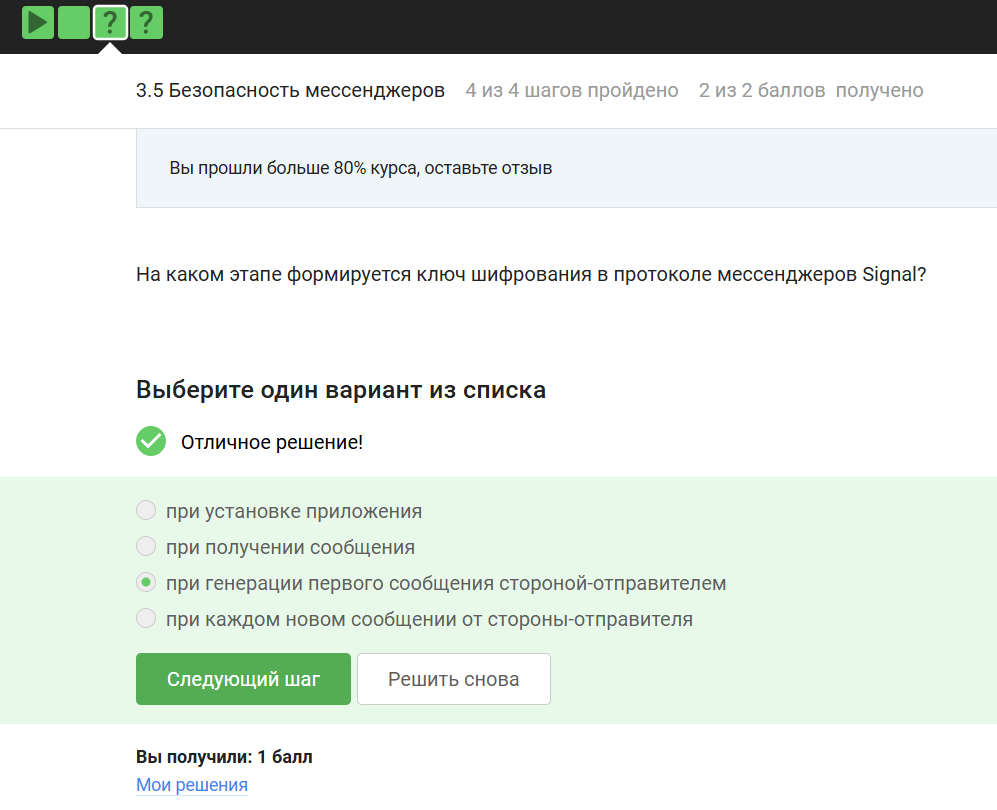 ? ?
3.5 Безопасность мессенджеров 4 из 4 шагов пройдено 2 из 2 баллов получено
Вы прошли больше 80% курса, оставьте отзыв
На каком этапе формируется ключ шифрования в протоколе мессенджеров Signal?
Выберите один вариант из списка
Отличное решение!
при установке приложения
при получении сообщения
при генерации первого сообщения стороной-отправителем
при каждом новом сообщении от стороны-отправителя
Следующий шаг Решить снова
Вы получили: 1 балл
Мои решения